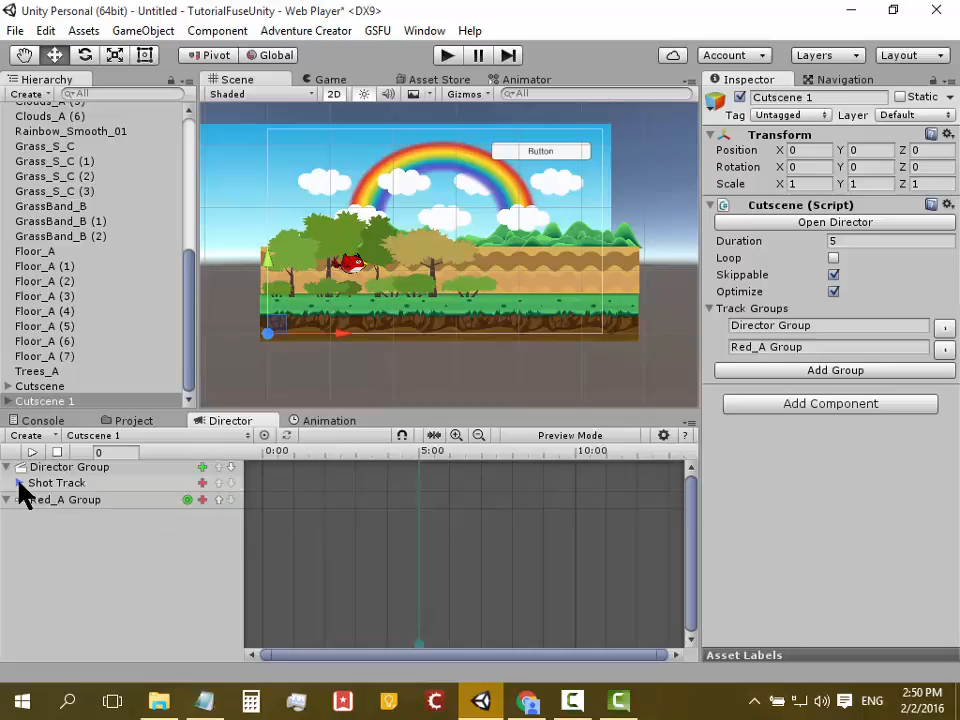 Unity Personal (64bit) - Untitled - TutorialFuseUnity - Web Player* <DX9>
File Edit Assets GameObject Component Adventure Creator GSFU Window Help
Pivot Global Account Layers Layout
Hierarchy
Create All
Clouds_A (5)
Clouds_A (6)
Rainbow_Smooth_01
Grass_S_C
Grass_S_C (1)
Grass_S_C (2)
Grass_S_C (3)
GrassBand_B
GrassBand_B (1)
GrassBand_B (2)
Floor_A
Floor_A (1)
Floor_A (2)
Floor_A (3)
Floor_A (4)
Floor_A (5)
Floor_A (6)
Floor_A (7)
Trees_A
Cutscene
Cutscene 1
Scene Game Asset Store Animator
Shaded 2D Gizmos All
Button
Inspector Navigation
Cutscene 1 Static
Tag Untagged Layer Default
Transform
Position X 0 Y 0 Z 0
Rotation X 0 Y 0 Z 0
Scale X 1 Y 1 Z 1
Cutscene (Script)
Open Director
Duration 5
Loop
Skippable
Optimize
Track Groups
Director Group
Red_A Group
Add Group
Add Component
Asset Labels
Console Project Director Animation
Create Cutscene 1 Preview Mode ?
0 0:00 5:00 10:00
Director Group
Shot Track
Red_A Group
ENG
2:50 PM
2/2/2016